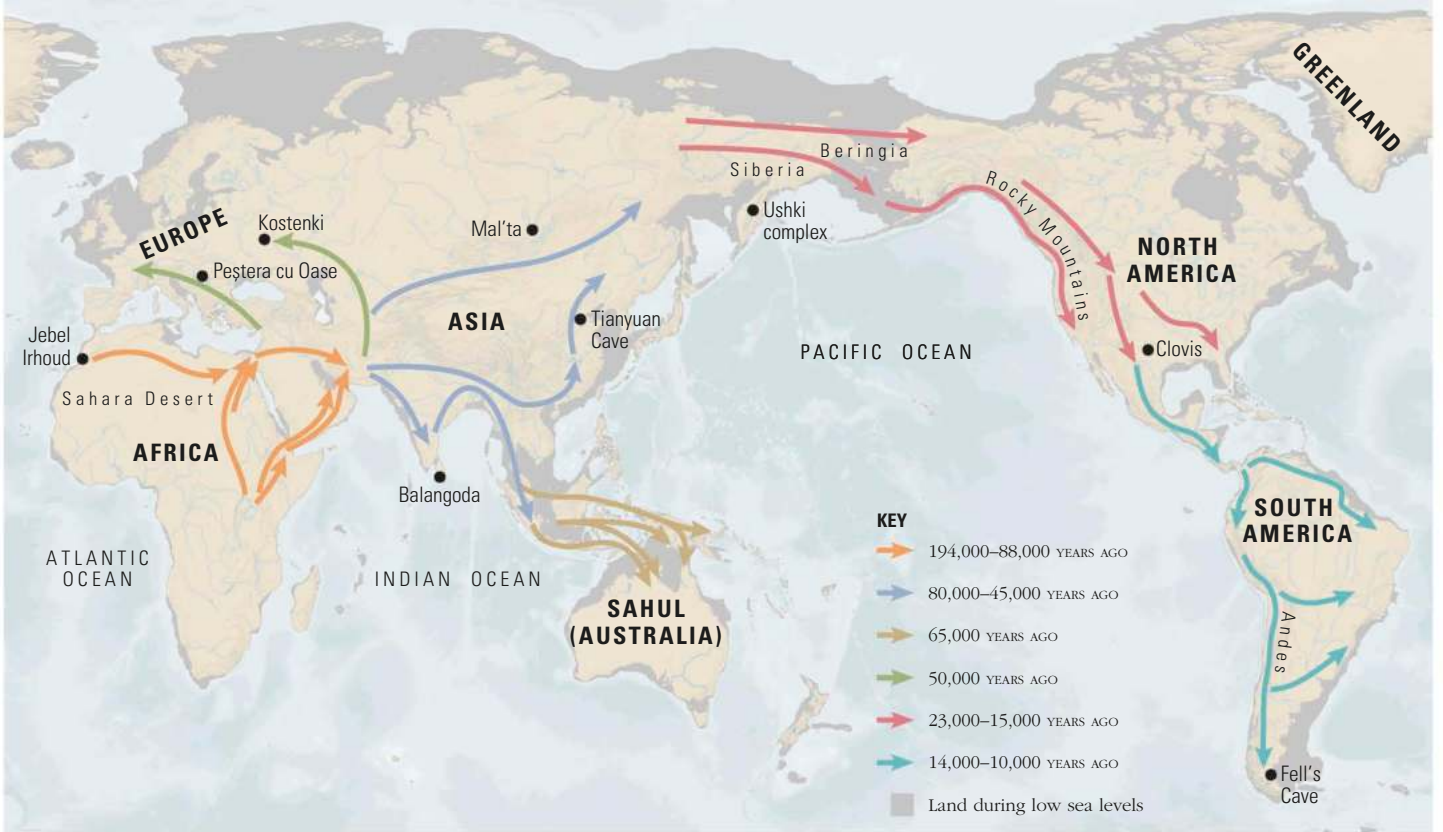 GREENLAND
Beringia
Siberia
Rocky Mountains
EUROPE
Kostenki
Mal'ta
Ushki
complex
Peștera cu Oase
NORTH
AMERICA
Jebel
Irhoud
ASIA
Tianyuan
Cave
PACIFIC OCEAN
Clovis
Sahara Desert
AFRICA
Balangoda
ATLANTIC
OCEAN
INDIAN OCEAN
SAHUL
(AUSTRALIA)
SOUTH
AMERICA
Andes
Fell's
Cave
KEY
194,000–88,000 YEARS AGO
80,000–45,000 YEARS AGO
65,000 YEARS AGO
50,000 YEARS AGO
23,000–15,000 YEARS AGO
14,000–10,000 YEARS AGO
Land during low sea levels